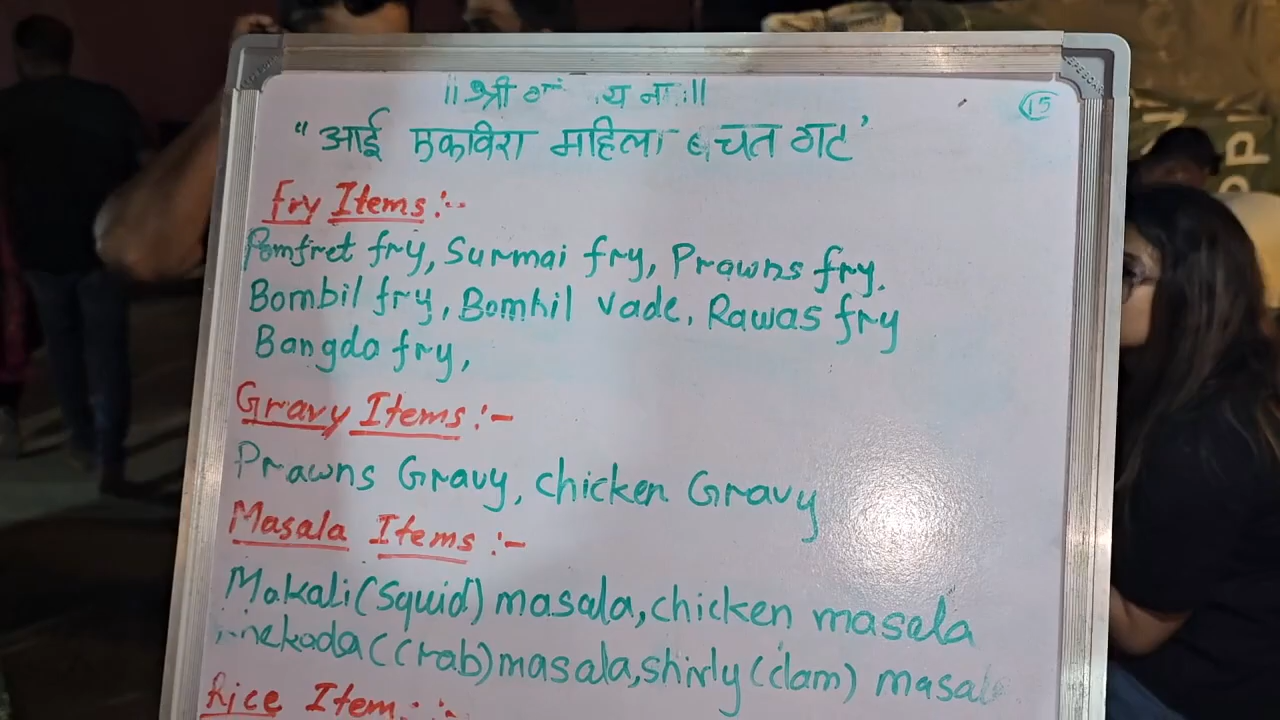 || श्री || 15
"आई एकविरा महिला बचत गट"
Fry Items :-
Pomfret fry, Surmai fry, Prawns fry.
Bombil fry, Bombil vade, Rawas fry
Bangda fry,
Gravy Items :-
Prawns Gravy, chicken Gravy
Masala Items :-
Makali (Squid) masala, chicken masala
(Crab) masala, shirly (clam) masala
Rice Item :-